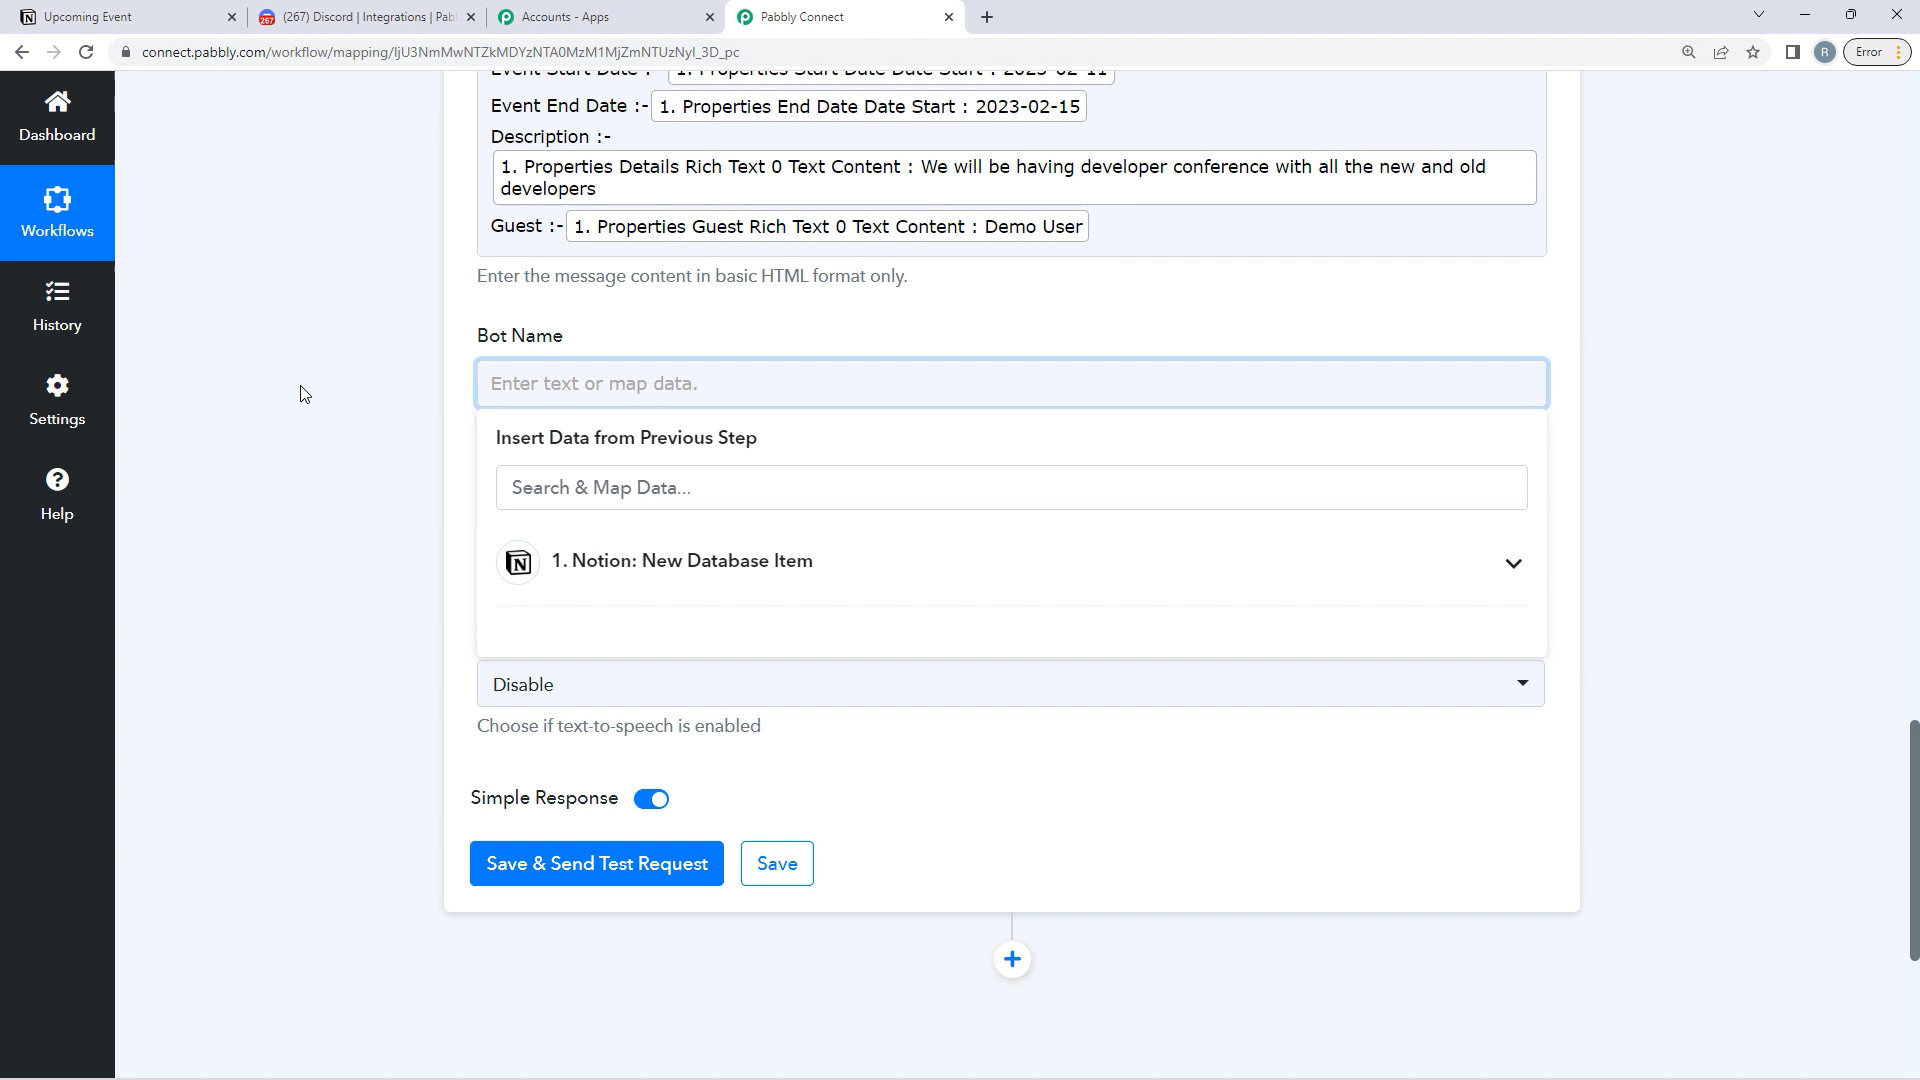 Upcoming Event
(267) Discord | Integrations | Pab
Accounts - Apps
Pabbly Connect
connect.pabbly.com/workflow/mapping/IjU3NmMwNTZkMDYzNTA0MzM1MjZmNTUzNyI_3D_pc
R
Error
Dashboard
Workflows
History
Settings
Help
Event Start Date :- 1. Properties Start Date Date Start : 2023-02-11
Event End Date :- 1. Properties End Date Date Start : 2023-02-15
Description :-
1. Properties Details Rich Text 0 Text Content : We will be having developer conference with all the new and old
developers
Guest :- 1. Properties Guest Rich Text 0 Text Content : Demo User
Enter the message content in basic HTML format only.
Bot Name
Enter text or map data.
Insert Data from Previous Step
Search & Map Data...
1. Notion: New Database Item
Disable
Choose if text-to-speech is enabled
Simple Response
Save & Send Test Request
Save